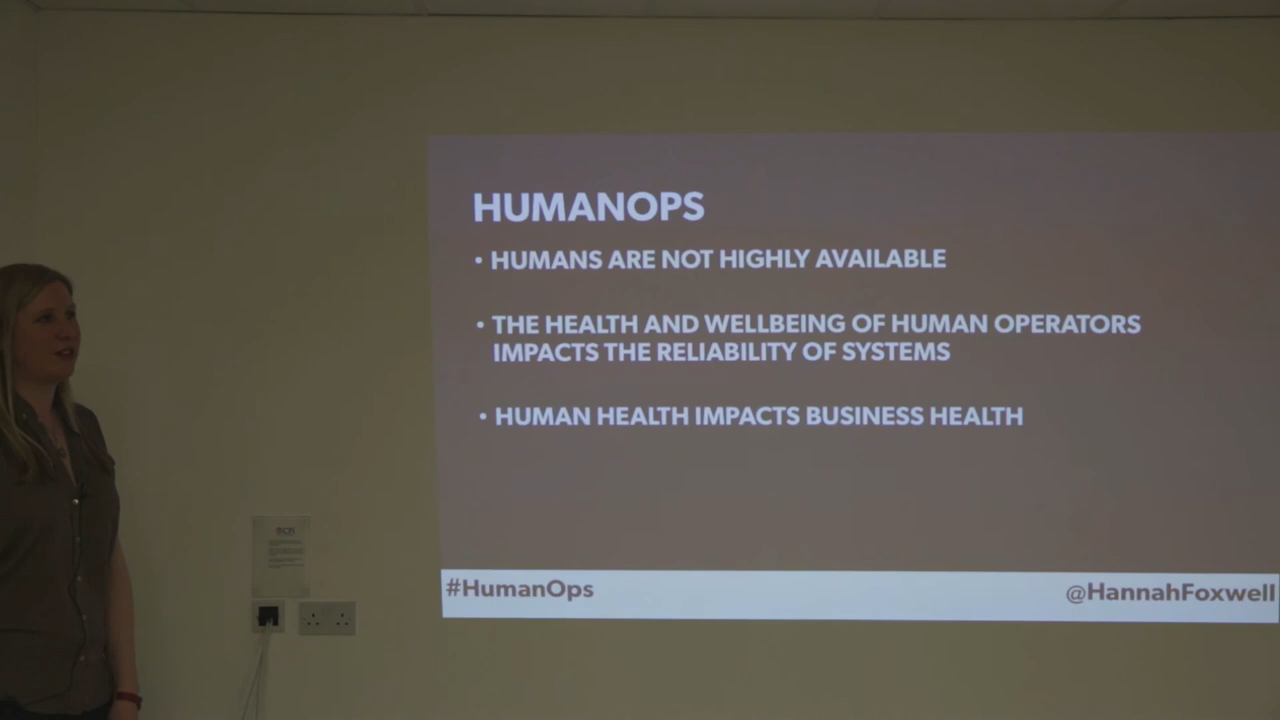 HUMANOPS
• HUMANS ARE NOT HIGHLY AVAILABLE
• THE HEALTH AND WELLBEING OF HUMAN OPERATORS
IMPACTS THE RELIABILITY OF SYSTEMS
• HUMAN HEALTH IMPACTS BUSINESS HEALTH
#HumanOps
@HannahFoxwell